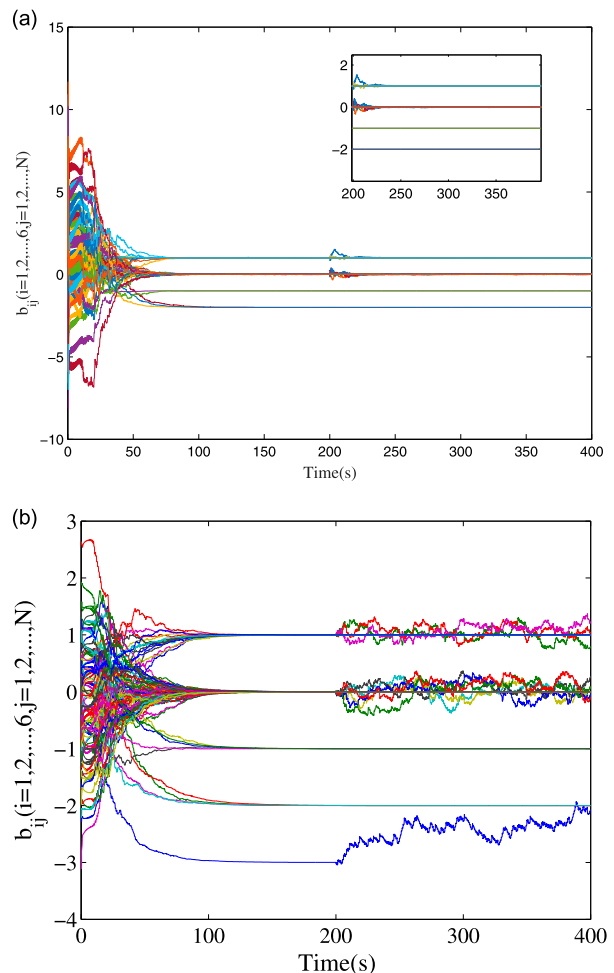 (a)
15
10
5
0
−5
−10
b_ij(i=1,2,...,6,j=1,2,...,N)
0 50 100 150 200 250 300 350 400
Time(s)
2
0
−2
200 250 300 350
(b)
3
2
1
0
−1
−2
−3
−4
b_ij(i=1,2,...,6,j=1,2,...,N)
0 100 200 300 400
Time(s)